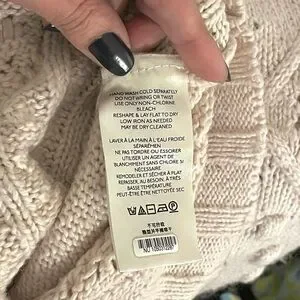 HAND WASH COLD SEPARATELY
DO NOT WRING OR TWIST
USE ONLY NON-CHLORINE
BLEACH
RESHAPE & LAY FLAT TO DRY
LOW IRON AS NEEDED
MAY BE DRY CLEANED
LAVER À LA MAIN À L'EAU FROIDE
SÉPARÉMENT
NE PAS TORDRE OU ESSORER
UTILISER UN AGENT DE
BLANCHIMENT SANS CHLORE SI
NÉCESSAIRE
REMODELER ET SÉCHER À PLAT
REPASSER, AU BESOIN, À TRÈS
BASSE TEMPÉRATURE
PEUT-ÊTRE ÊTRE NETTOYÉE SEC